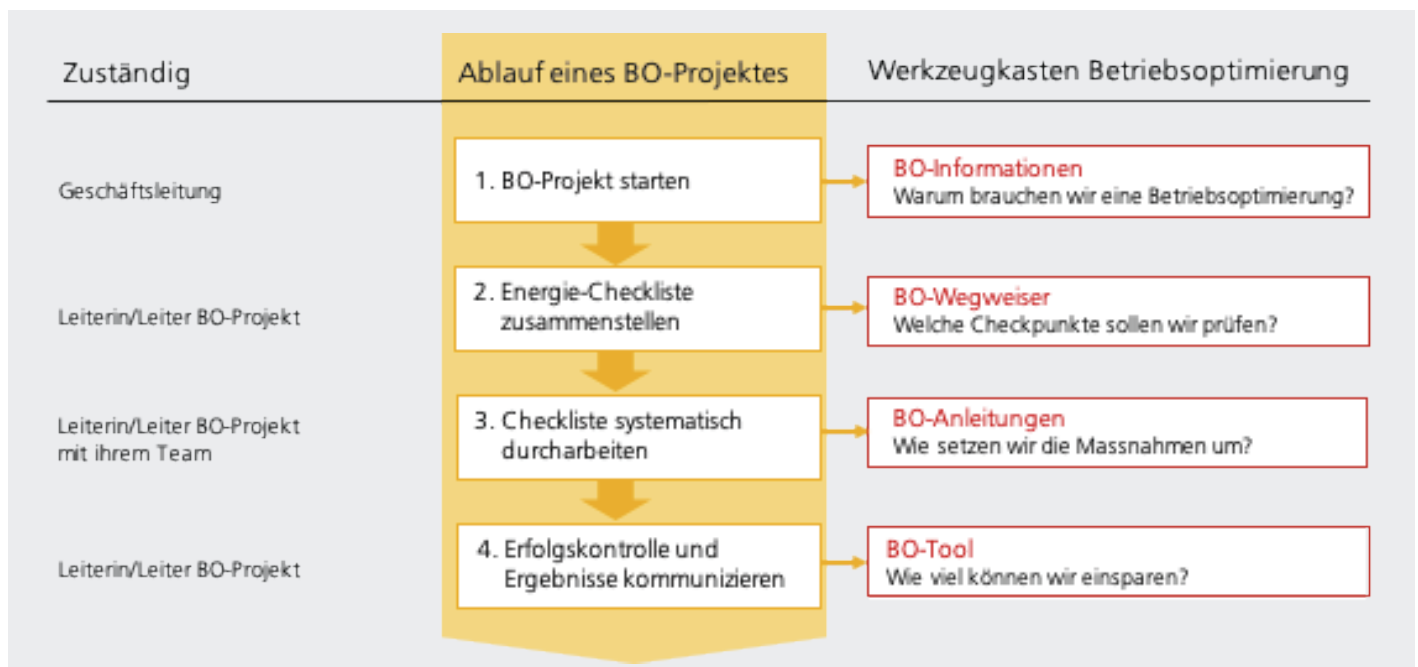 Zuständig
Ablauf eines BO-Projektes
Werkzeugkasten Betriebsoptimierung
Geschäftsleitung
1. BO-Projekt starten
BO-Informationen
Warum brauchen wir eine Betriebsoptimierung?
Leiterin/Leiter BO-Projekt
2. Energie-Checkliste
zusammenstellen
BO-Wegweiser
Welche Checkpunkte sollen wir prüfen?
Leiterin/Leiter BO-Projekt
mit ihrem Team
3. Checkliste systematisch
durcharbeiten
BO-Anleitungen
Wie setzen wir die Massnahmen um?
Leiterin/Leiter BO-Projekt
4. Erfolgskontrolle und
Ergebnisse kommunizieren
BO-Tool
Wie viel können wir einsparen?